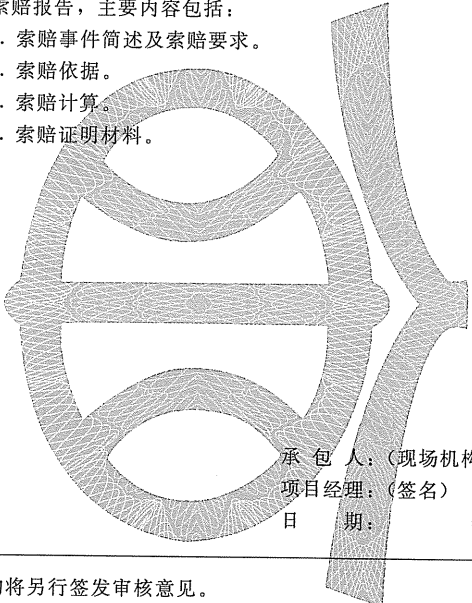 索赔报告，主要内容包括：
. 索赔事件简述及索赔要求。
. 索赔依据。
. 索赔计算。
. 索赔证明材料。
承 包 人：（现场机构
项目经理：（签名）
日 期：
将另行签发审核意见。